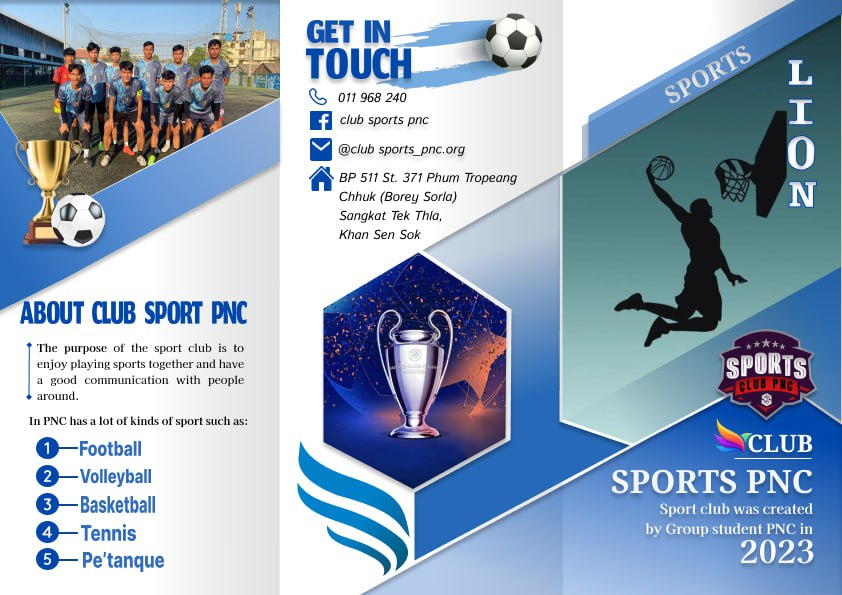 ABOUT CLUB SPORT PNC
The purpose of the sport club is to
enjoy playing sports together and have
a good communication with people
around.
In PNC has a lot of kinds of sport such as:
1 Football
2 Volleyball
3 Basketball
4 Tennis
5 Pe'tanque
GET IN
TOUCH
011 968 240
club sports pnc
@club sports_pnc.org
BP 511 St. 371 Phum Tropeang
Chhuk (Borey Sorla)
Sangkat Tek Thla,
Khan Sen Sok
SPORTS
LION
SPORTS
CLUB PNC
CLUB
SPORTS PNC
Sport club was created
by Group student PNC in
2023